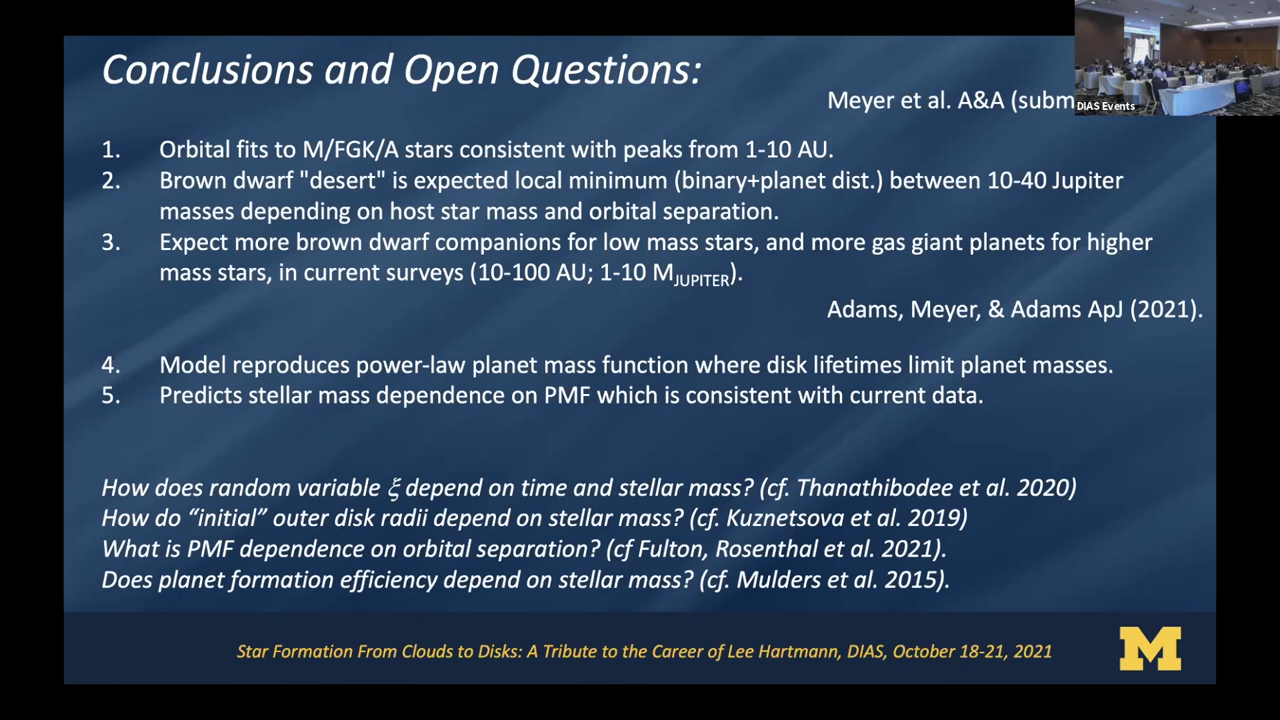 Conclusions and Open Questions:
Meyer et al. A&A (subm
DIAS Events
1. Orbital fits to M/FGK/A stars consistent with peaks from 1-10 AU.
2. Brown dwarf "desert" is expected local minimum (binary+planet dist.) between 10-40 Jupiter
masses depending on host star mass and orbital separation.
3. Expect more brown dwarf companions for low mass stars, and more gas giant planets for higher
mass stars, in current surveys (10-100 AU; 1-10 MJUPITER).
Adams, Meyer, & Adams ApJ (2021).
4. Model reproduces power-law planet mass function where disk lifetimes limit planet masses.
5. Predicts stellar mass dependence on PMF which is consistent with current data.
How does random variable ξ depend on time and stellar mass? (cf. Thanathibodee et al. 2020)
How do “initial” outer disk radii depend on stellar mass? (cf. Kuznetsova et al. 2019)
What is PMF dependence on orbital separation? (cf Fulton, Rosenthal et al. 2021).
Does planet formation efficiency depend on stellar mass? (cf. Mulders et al. 2015).
Star Formation From Clouds to Disks: A Tribute to the Career of Lee Hartmann, DIAS, October 18-21, 2021
M